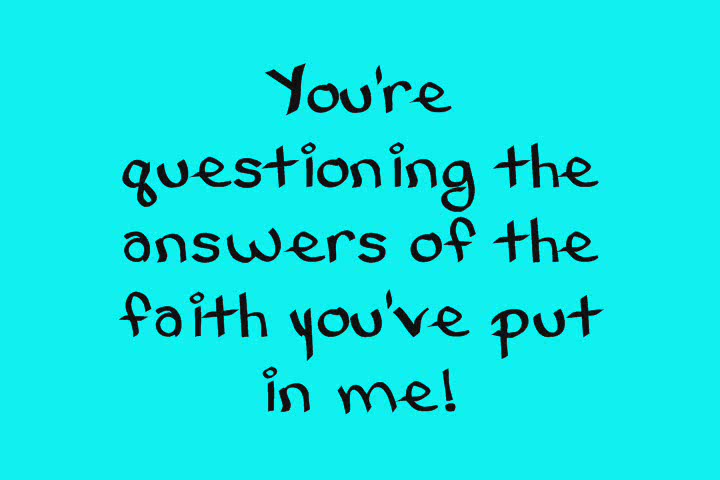 You're
questioning the
answers of the
faith you've put
in me!